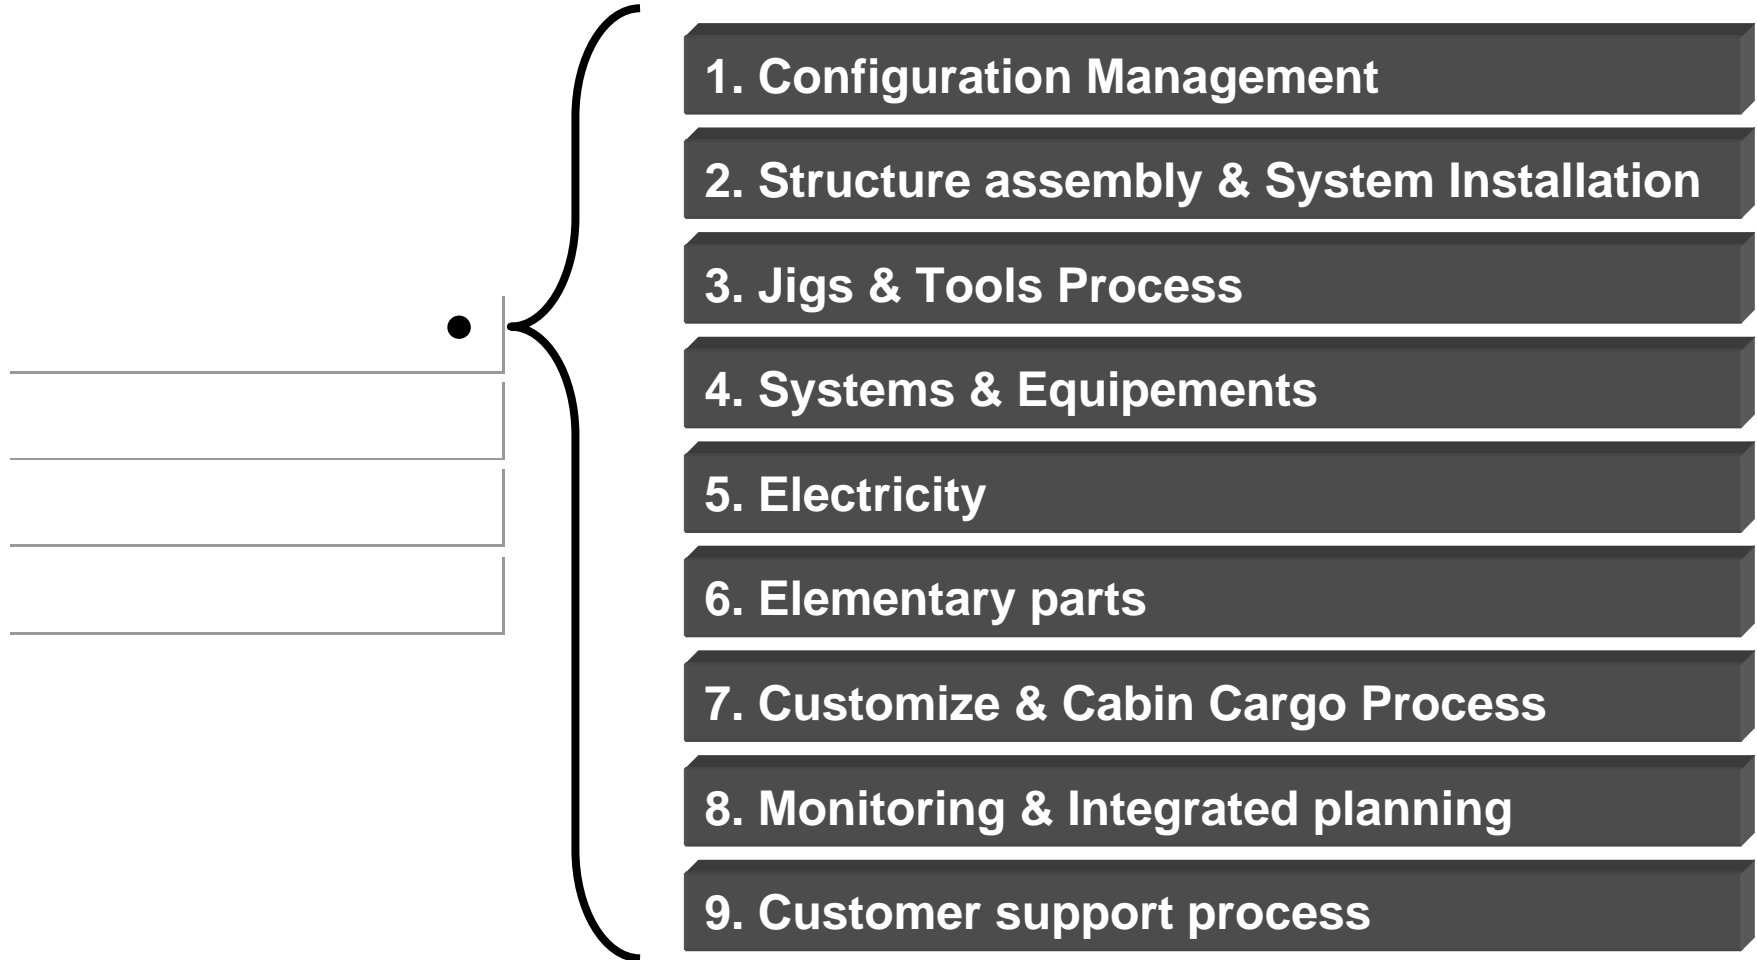 1. Configuration Management
2. Structure assembly & System Installation
3. Jigs & Tools Process
4. Systems & Equipements
5. Electricity
6. Elementary parts
7. Customize & Cabin Cargo Process
8. Monitoring & Integrated planning
9. Customer support process